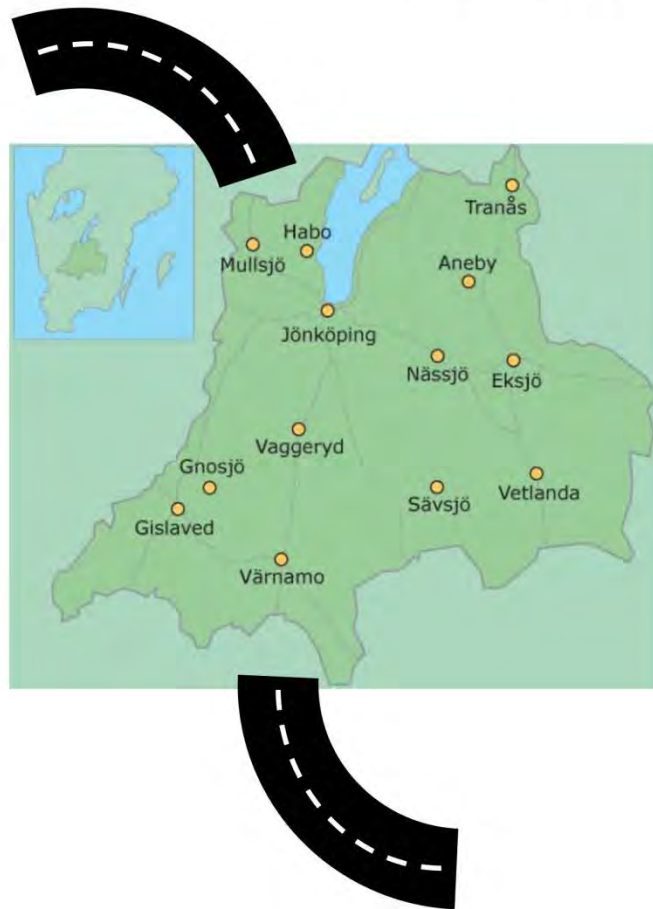 Tranås
Habo
Mullsjö
Aneby
Jönköping
Nässjö
Eksjö
Vaggeryd
Gnosjö
Sävsjö
Vetlanda
Gislaved
Värnamo